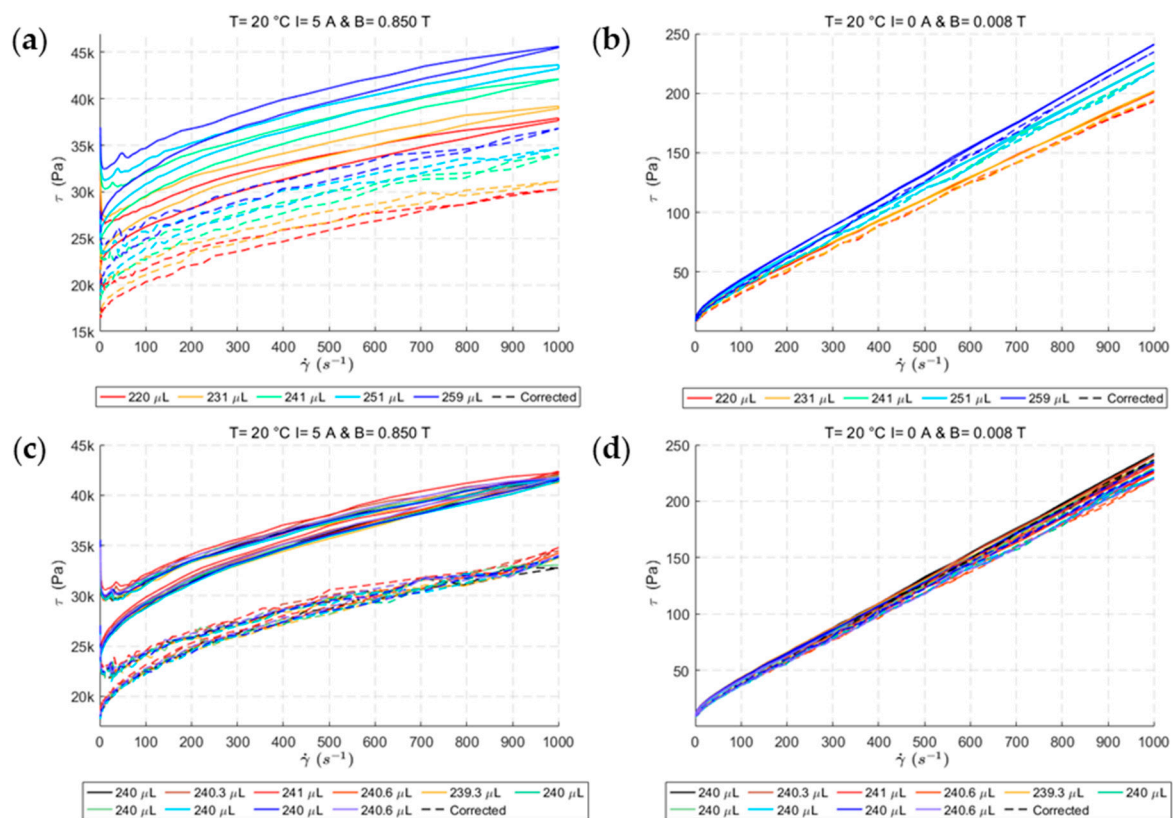 (a)
T= 20 °C I= 5 A & B= 0.850 T
45k
40k
35k
30k
25k
20k
15k
τ (Pa)
0 100 200 300 400 500 600 700 800 900 1000
γ̇ (s⁻¹)
220 μL 231 μL 241 μL 251 μL 259 μL Corrected
(b)
T= 20 °C I= 0 A & B= 0.008 T
250
200
150
100
50
τ (Pa)
0 100 200 300 400 500 600 700 800 900 1000
γ̇ (s⁻¹)
220 μL 231 μL 241 μL 251 μL 259 μL Corrected
(c)
T= 20 °C I= 5 A & B= 0.850 T
45k
40k
35k
30k
25k
20k
τ (Pa)
0 100 200 300 400 500 600 700 800 900 1000
γ̇ (s⁻¹)
240 μL 240.3 μL 241 μL 240.6 μL 239.3 μL 240 μL
240 μL 240 μL 240 μL 240.6 μL Corrected
(d)
T= 20 °C I= 0 A & B= 0.008 T
250
200
150
100
50
τ (Pa)
0 100 200 300 400 500 600 700 800 900 1000
γ̇ (s⁻¹)
240 μL 240.3 μL 241 μL 240.6 μL 239.3 μL 240 μL
240 μL 240 μL 240 μL 240.6 μL Corrected